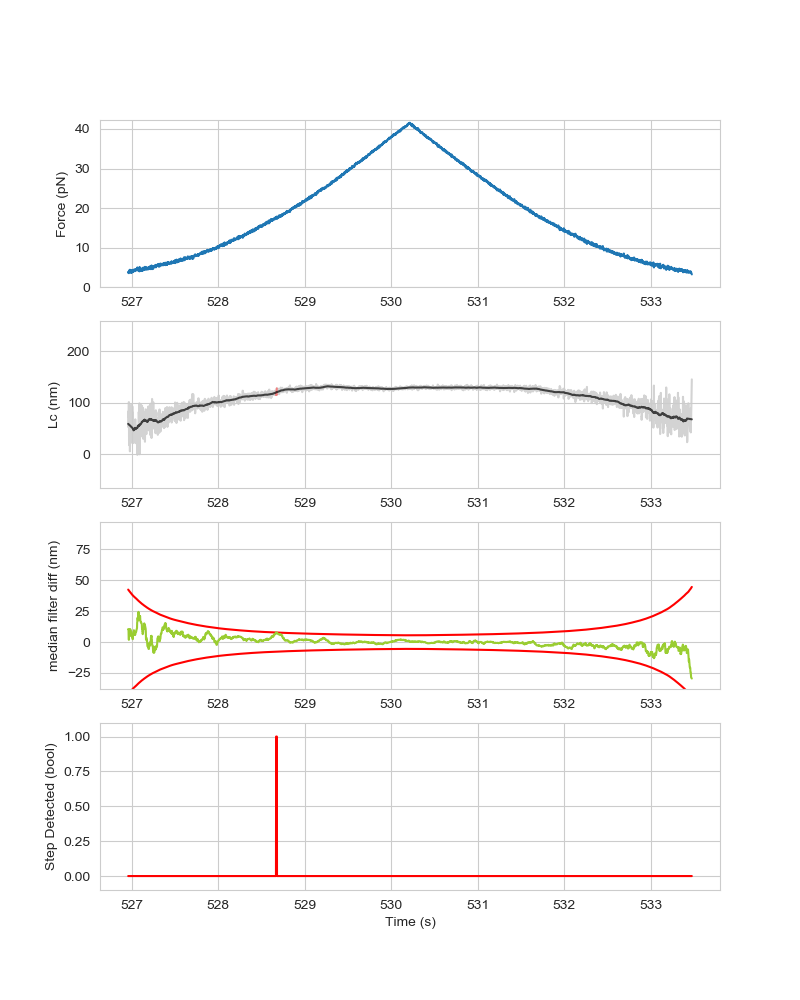 40
30
20
10
0
Force (pN)
527 528 529 530 531 532 533
200
100
0
Lc (nm)
527 528 529 530 531 532 533
75
50
25
0
−25
median filter diff (nm)
527 528 529 530 531 532 533
1.00
0.75
0.50
0.25
0.00
Step Detected (bool)
527 528 529 530 531 532 533
Time (s)